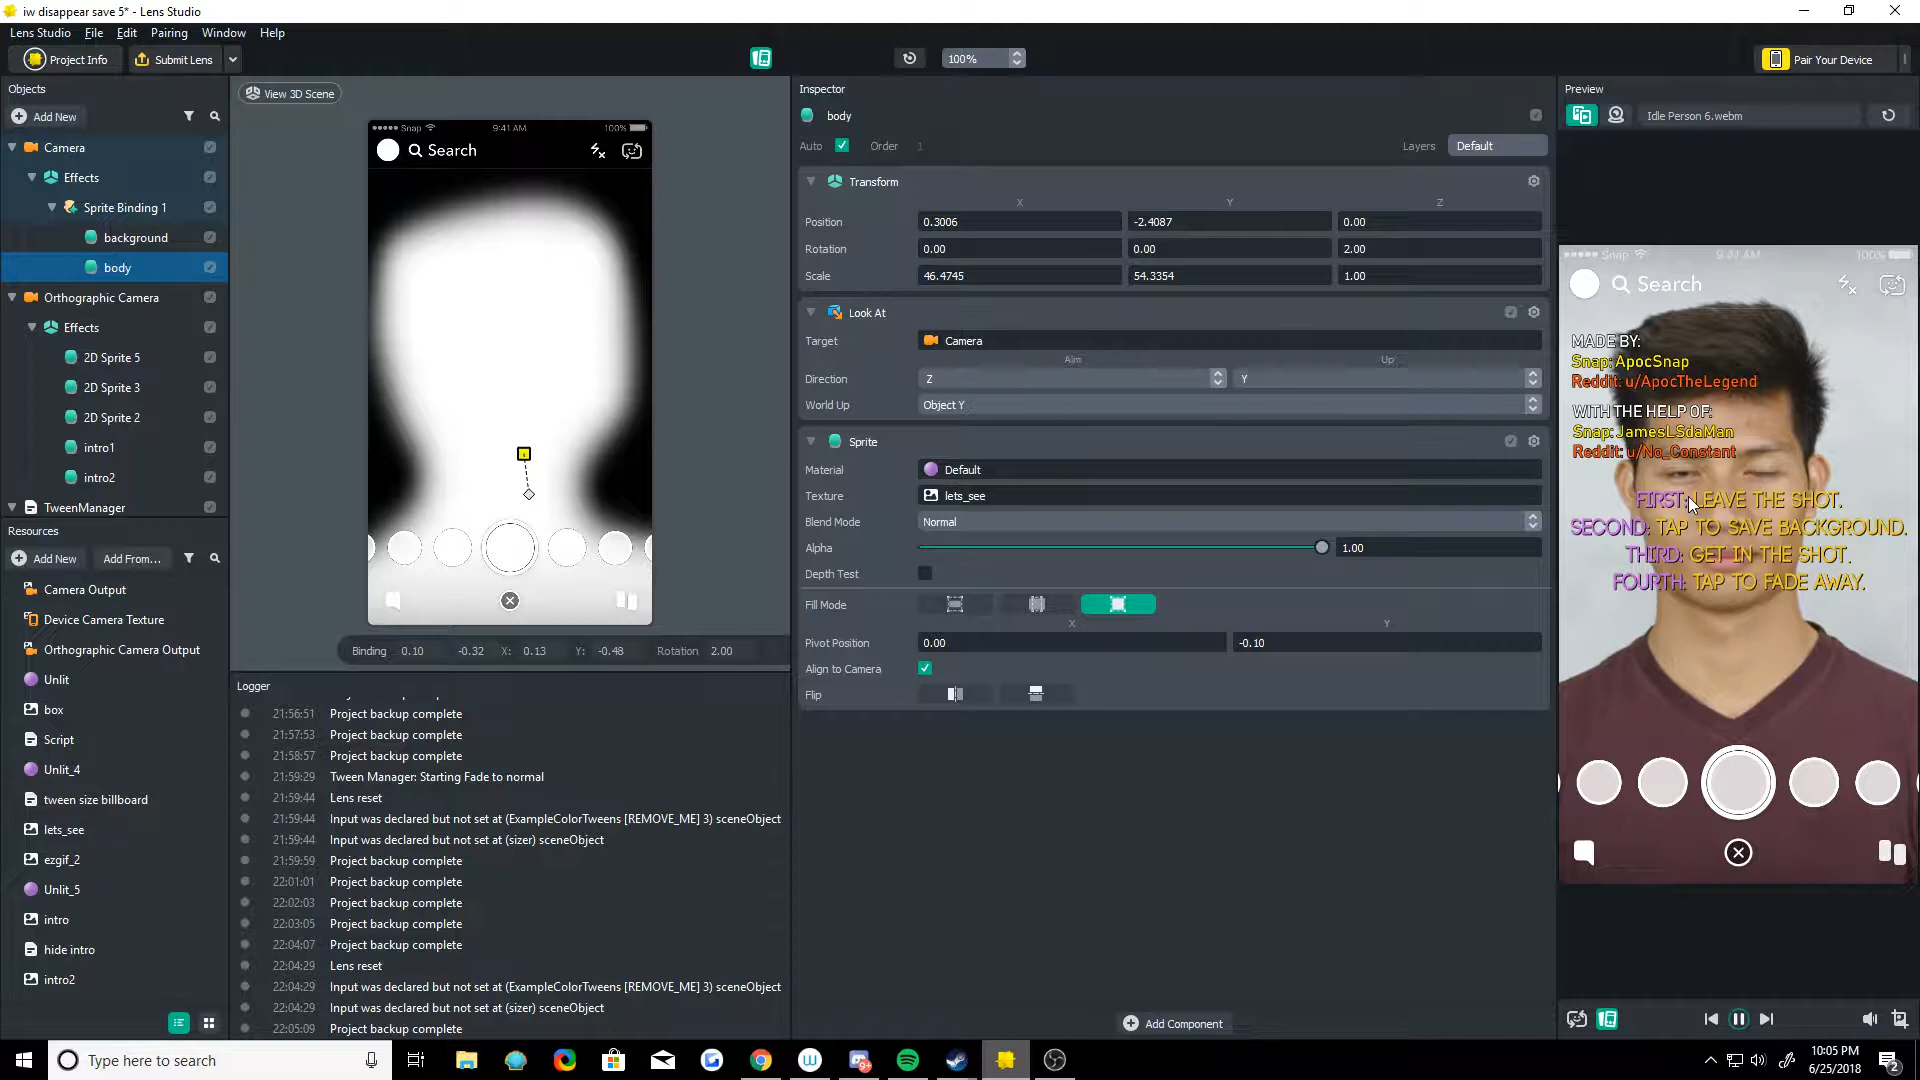 iw disappear save 5* - Lens Studio
Lens Studio File Edit Pairing Window Help
Project Info Submit Lens 100% Pair Your Device
Objects
Add New
Camera
Effects
Sprite Binding 1
background
body
Orthographic Camera
Effects
2D Sprite 5
2D Sprite 3
2D Sprite 2
intro1
intro2
TweenManager
Resources
Add New Add From...
Camera Output
Device Camera Texture
Orthographic Camera Output
Unlit
box
Script
Unlit_4
tween size billboard
lets_see
ezgif_2
Unlit_5
intro
hide intro
intro2
View 3D Scene
Snap 9:41 AM 100%
Search
Binding 0.10 -0.32 X: 0.13 Y: -0.48 Rotation 2.00
Logger
21:56:51 Project backup complete
21:57:53 Project backup complete
21:58:57 Project backup complete
21:59:29 Tween Manager: Starting Fade to normal
21:59:44 Lens reset
21:59:44 Input was declared but not set at (ExampleColorTweens [REMOVE_ME] 3) sceneObject
21:59:44 Input was declared but not set at (sizer) sceneObject
21:59:59 Project backup complete
22:01:01 Project backup complete
22:02:03 Project backup complete
22:03:05 Project backup complete
22:04:07 Project backup complete
22:04:29 Lens reset
22:04:29 Input was declared but not set at (ExampleColorTweens [REMOVE_ME] 3) sceneObject
22:04:29 Input was declared but not set at (sizer) sceneObject
22:05:09 Project backup complete
Inspector
body
Auto Order 1 Layers Default
Transform
X Y Z
Position 0.3006 -2.4087 0.00
Rotation 0.00 0.00 2.00
Scale 46.4745 54.3354 1.00
Look At
Target Camera
Aim Up
Direction Z Y
World Up Object Y
Sprite
Material Default
Texture lets_see
Blend Mode Normal
Alpha 1.00
Depth Test
Fill Mode
X Y
Pivot Position 0.00 -0.10
Align to Camera
Flip
Add Component
Preview
Idle Person 6.webm
Snap 9:41 AM 100%
Search
MADE BY:
Snap: ApocSnap
Reddit: u/ApocTheLegend
WITH THE HELP OF:
Snap: JamesLSdaMan
Reddit: u/No_Constant
FIRST: LEAVE THE SHOT.
SECOND: TAP TO SAVE BACKGROUND.
THIRD: GET IN THE SHOT.
FOURTH: TAP TO FADE AWAY.
Type here to search
10:05 PM
6/25/2018
2